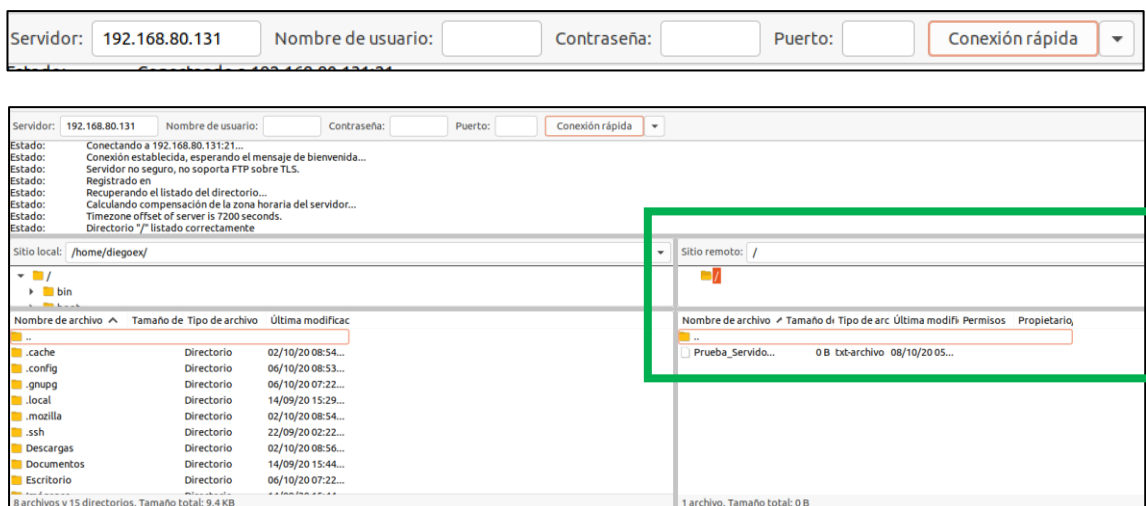 Servidor: 192.168.80.131 Nombre de usuario: Contraseña: Puerto: Conexión rápida
Estado: Conectando a 192.168.80.131:21
Servidor: 192.168.80.131 Nombre de usuario: Contraseña: Puerto: Conexión rápida
Estado: Conectando a 192.168.80.131:21...
Estado: Conexión establecida, esperando el mensaje de bienvenida...
Estado: Servidor no seguro, no soporta FTP sobre TLS.
Estado: Registrado en
Estado: Recuperando el listado del directorio...
Estado: Calculando compensación de la zona horaria del servidor...
Estado: Timezone offset of server is 7200 seconds.
Estado: Directorio "/" listado correctamente
Sitio local: /home/diegoex/
/
bin
Nombre de archivo Tamaño de Tipo de archivo Última modificac
..
.cache Directorio 02/10/20 08:54...
.config Directorio 06/10/20 08:53...
.gnupg Directorio 06/10/20 07:22...
.local Directorio 14/09/20 15:29...
.mozilla Directorio 02/10/20 08:54...
.ssh Directorio 22/09/20 02:22...
Descargas Directorio 02/10/20 08:56...
Documentos Directorio 14/09/20 15:44...
Escritorio Directorio 06/10/20 07:22...
8 archivos y 15 directorios. Tamaño total: 9.4 KB
Sitio remoto: /
/
Nombre de archivo Tamaño de Tipo de arc Última modifi Permisos Propietario
..
Prueba_Servido... 0 B txt-archivo 08/10/20 05...
1 archivo. Tamaño total: 0 B